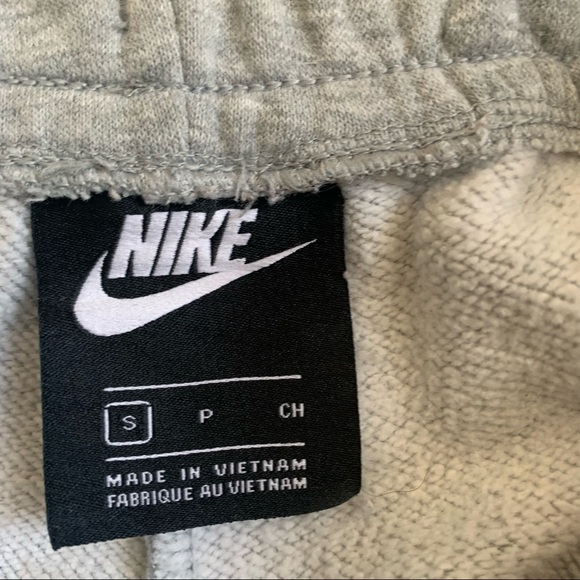 NIKE
S P CH
MADE IN VIETNAM
FABRIQUE AU VIETNAM